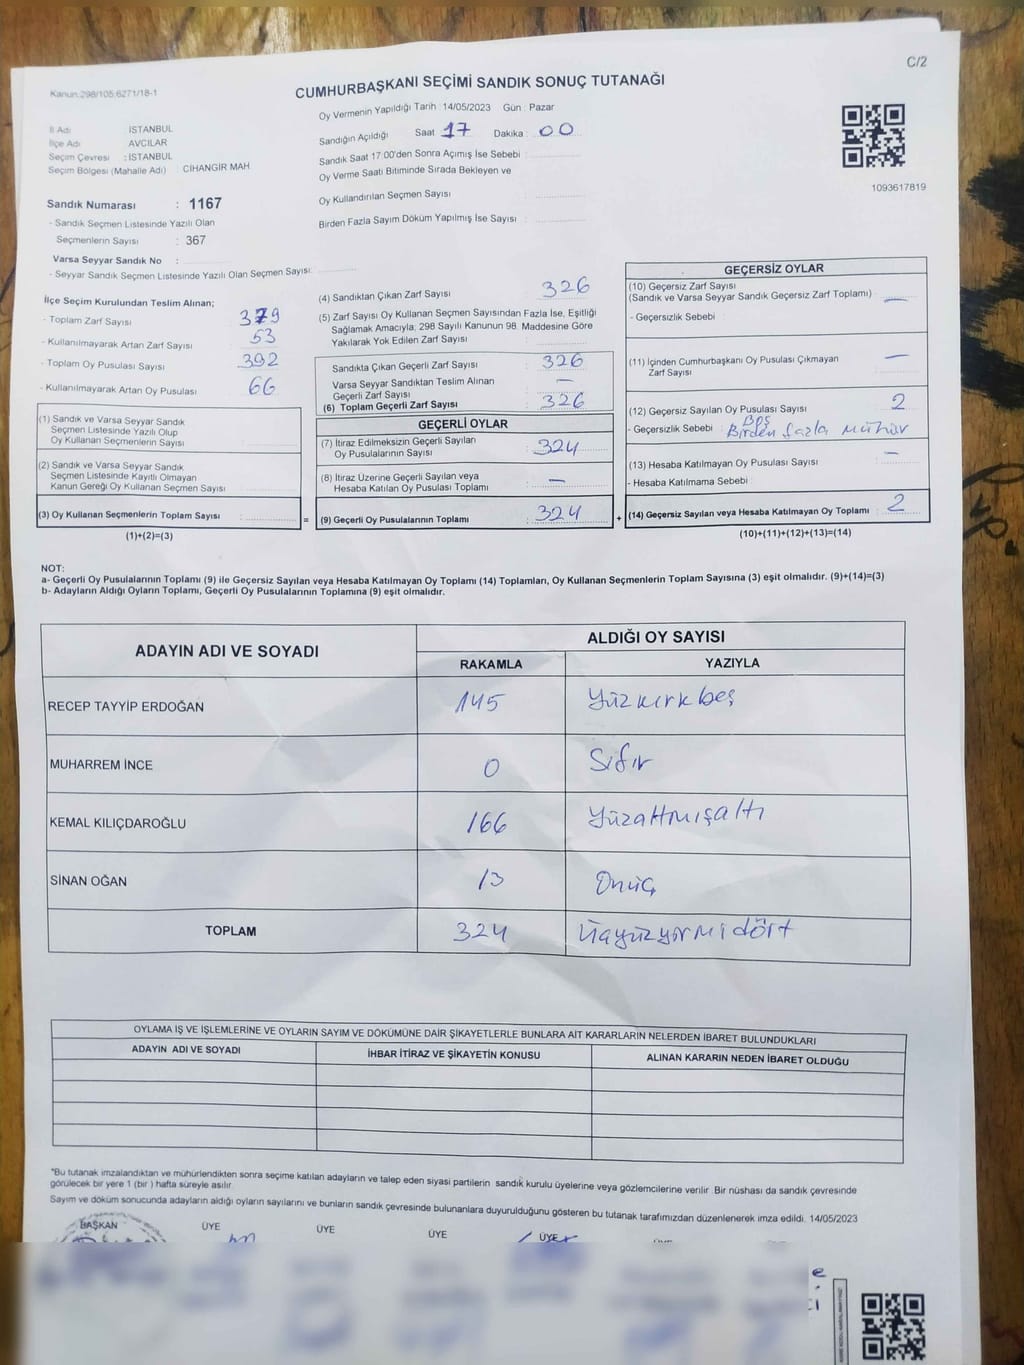 C/2
Kanun:298/105;6271/18-1
CUMHURBAŞKANI SEÇİMİ SANDIK SONUÇ TUTANAĞI
İl Adı : İSTANBUL
İlçe Adı : AVCILAR
Seçim Çevresi : İSTANBUL
Seçim Bölgesi (Mahalle Adı) : CİHANGİR MAH
Sandık Numarası : 1167
- Sandık Seçmen Listesinde Yazılı Olan
Seçmenlerin Sayısı : 367
Varsa Seyyar Sandık No :
- Seyyar Sandık Seçmen Listesinde Yazılı Olan Seçmen Sayısı:
Oy Vermenin Yapıldığı Tarih : 14/05/2023 Gün : Pazar
Sandığın Açıldığı Saat 17 Dakika : 00
Sandık Saat 17:00'den Sonra Açılmış İse Sebebi :
Oy Verme Saati Bitiminde Sırada Bekleyen ve
Oy Kullandırılan Seçmen Sayısı :
Birden Fazla Sayım Döküm Yapılmış İse Sayısı :
1093617819
İlçe Seçim Kurulundan Teslim Alınan;
- Toplam Zarf Sayısı : 379
- Kullanılmayarak Artan Zarf Sayısı : 53
- Toplam Oy Pusulası Sayısı : 392
- Kullanılmayarak Artan Oy Pusulası : 66
(1) Sandık ve Varsa Seyyar Sandık
Seçmen Listesinde Yazılı Olup
Oy Kullanan Seçmenlerin Sayısı :
(2) Sandık ve Varsa Seyyar Sandık
Seçmen Listesinde Kayıtlı Olmayan
Kanun Gereği Oy Kullanan Seçmen Sayısı :
(3) Oy Kullanan Seçmenlerin Toplam Sayısı :
(1)+(2)=(3)
(4) Sandıktan Çıkan Zarf Sayısı : 326
(5) Zarf Sayısı Oy Kullanan Seçmen Sayısından Fazla İse, Eşitliği
Sağlamak Amacıyla; 298 Sayılı Kanunun 98. Maddesine Göre
Yakılarak Yok Edilen Zarf Sayısı :
Sandıkta Çıkan Geçerli Zarf Sayısı : 326
Varsa Seyyar Sandıktan Teslim Alınan
Geçerli Zarf Sayısı : —
(6) Toplam Geçerli Zarf Sayısı : 326
GEÇERLİ OYLAR
(7) İtiraz Edilmeksizin Geçerli Sayılan
Oy Pusulalarının Sayısı : 324
(8) İtiraz Üzerine Geçerli Sayılan veya
Hesaba Katılan Oy Pusulası Toplamı : —
= (9) Geçerli Oy Pusulalarının Toplamı : 324
GEÇERSİZ OYLAR
(10) Geçersiz Zarf Sayısı
(Sandık ve Varsa Seyyar Sandık Geçersiz Zarf Toplamı) : —
- Geçersizlik Sebebi :
(11) İçinden Cumhurbaşkanı Oy Pusulası Çıkmayan
Zarf Sayısı : —
(12) Geçersiz Sayılan Oy Pusulası Sayısı : 2
- Geçersizlik Sebebi : Birden fazla mühür
(13) Hesaba Katılmayan Oy Pusulası Sayısı : —
- Hesaba Katılmama Sebebi :
+ (14) Geçersiz Sayılan veya Hesaba Katılmayan Oy Toplamı : 2
(10)+(11)+(12)+(13)=(14)
NOT:
a- Geçerli Oy Pusulalarının Toplamı (9) ile Geçersiz Sayılan veya Hesaba Katılmayan Oy Toplamı (14) Toplamları, Oy Kullanan Seçmenlerin Toplam Sayısına (3) eşit olmalıdır. (9)+(14)=(3)
b- Adayların Aldığı Oyların Toplamı, Geçerli Oy Pusulalarının Toplamına (9) eşit olmalıdır.
ADAYIN ADI VE SOYADI ALDIĞI OY SAYISI
RAKAMLA YAZIYLA
RECEP TAYYİP ERDOĞAN 145 Yüzkırkbeş
MUHARREM İNCE 0 Sıfır
KEMAL KILIÇDAROĞLU 166 Yüzaltmışaltı
SİNAN OĞAN 13 Onüç
TOPLAM 324 Üçyüzyirmidört
OYLAMA İŞ VE İŞLEMLERİNE VE OYLARIN SAYIM VE DÖKÜMÜNE DAİR ŞİKAYETLERLE BUNLARA AİT KARARLARIN NELERDEN İBARET BULUNDUKLARI
ADAYIN ADI VE SOYADI İHBAR İTİRAZ VE ŞİKAYETİN KONUSU ALINAN KARARIN NEDEN İBARET OLDUĞU
*Bu tutanak imzalandıktan ve mühürlendikten sonra seçime katılan adayların ve talep eden siyasi partilerin sandık kurulu üyelerine veya gözlemcilerine verilir. Bir nüshası da sandık çevresinde
görülecek bir yere 1 (bir ) hafta süreyle asılır.
Sayım ve döküm sonucunda adayların aldığı oyların sayılarını ve bunların sandık çevresinde bulunanlara duyurulduğunu gösteren bu tutanak tarafımızdan düzenlenerek imza edildi. 14/05/2023
BAŞKAN ÜYE ÜYE ÜYE ÜYE